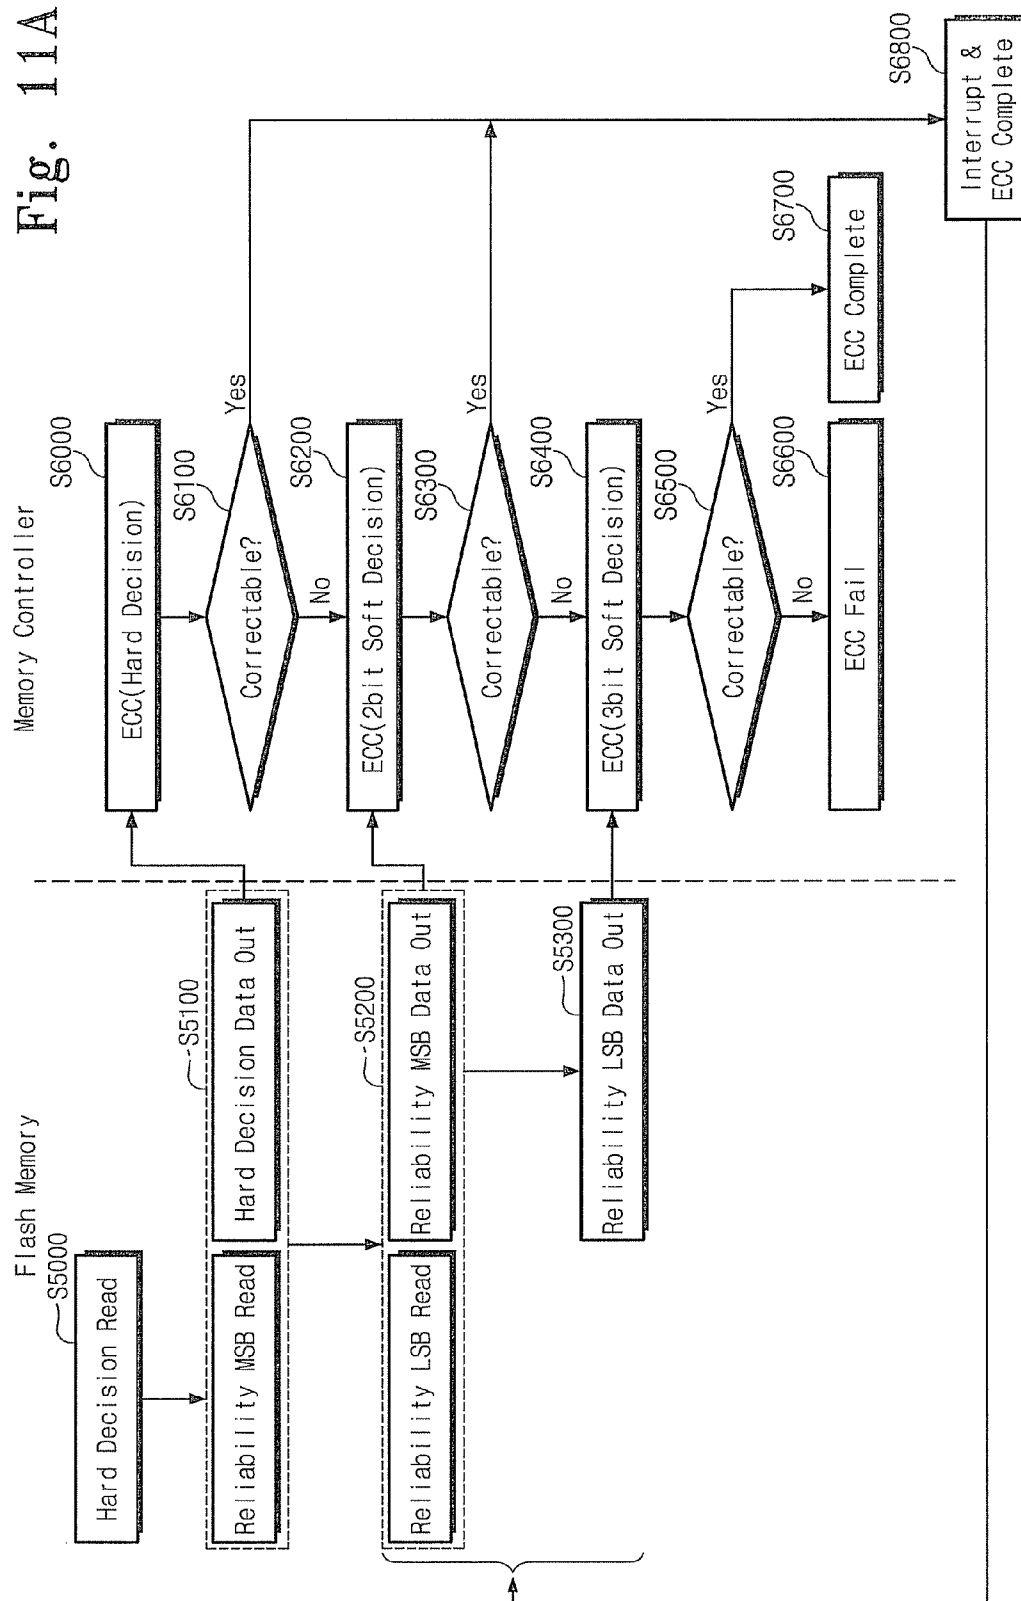 Fig. 11A
Flash Memory
Memory Controller
S5000
Hard Decision Read
S6000
ECC(Hard Decision)
S5100
Reliability MSB Read
Hard Decision Data Out
S6100
Correctable?
Yes
No
S6200
ECC(2bit Soft Decision)
S5200
Reliability LSB Read
Reliability MSB Data Out
S6300
Correctable?
Yes
No
S5300
Reliability LSB Data Out
S6400
ECC(3bit Soft Decision)
S6500
Correctable?
Yes
No
S6600
ECC Fail
S6700
ECC Complete
S6800
Interrupt &
ECC Complete